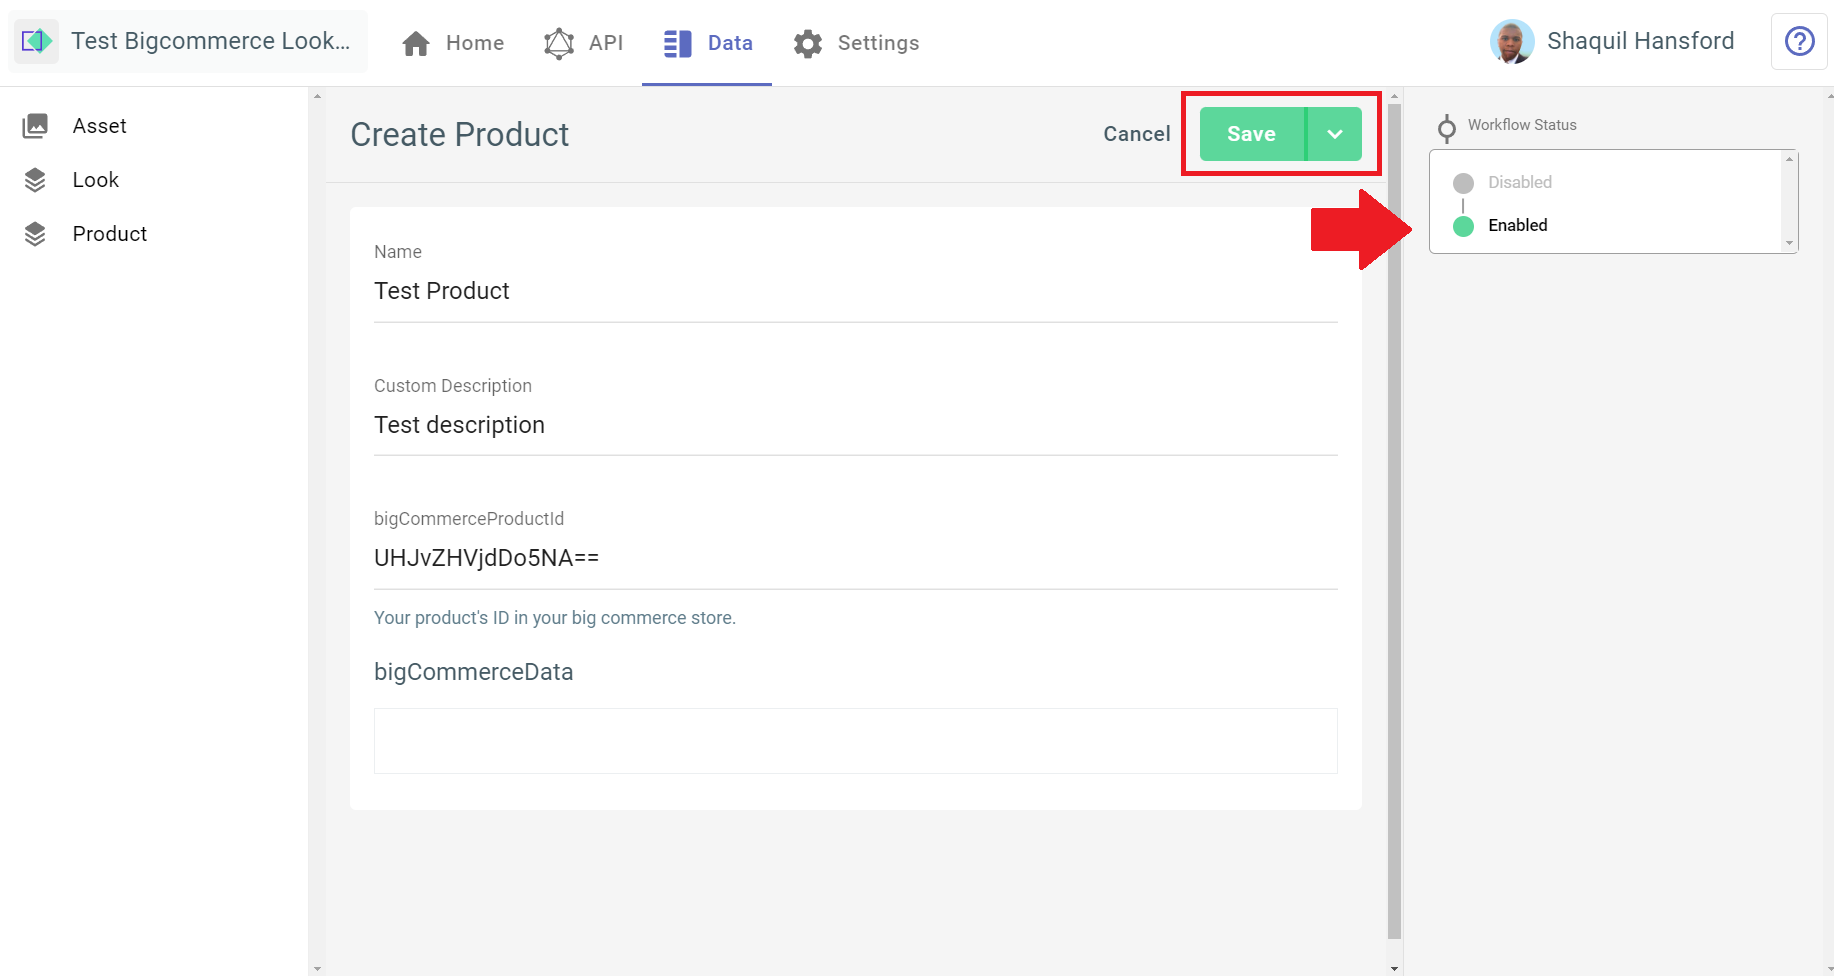 Test Bigcommerce Look...
Home
API
Data
Settings
Shaquil Hansford
Asset
Look
Product
Create Product
Cancel
Save
Name
Test Product
Custom Description
Test description
bigCommerceProductId
UHJvZHVjdDo5NA==
Your product's ID in your big commerce store.
bigCommerceData
Workflow Status
Disabled
Enabled